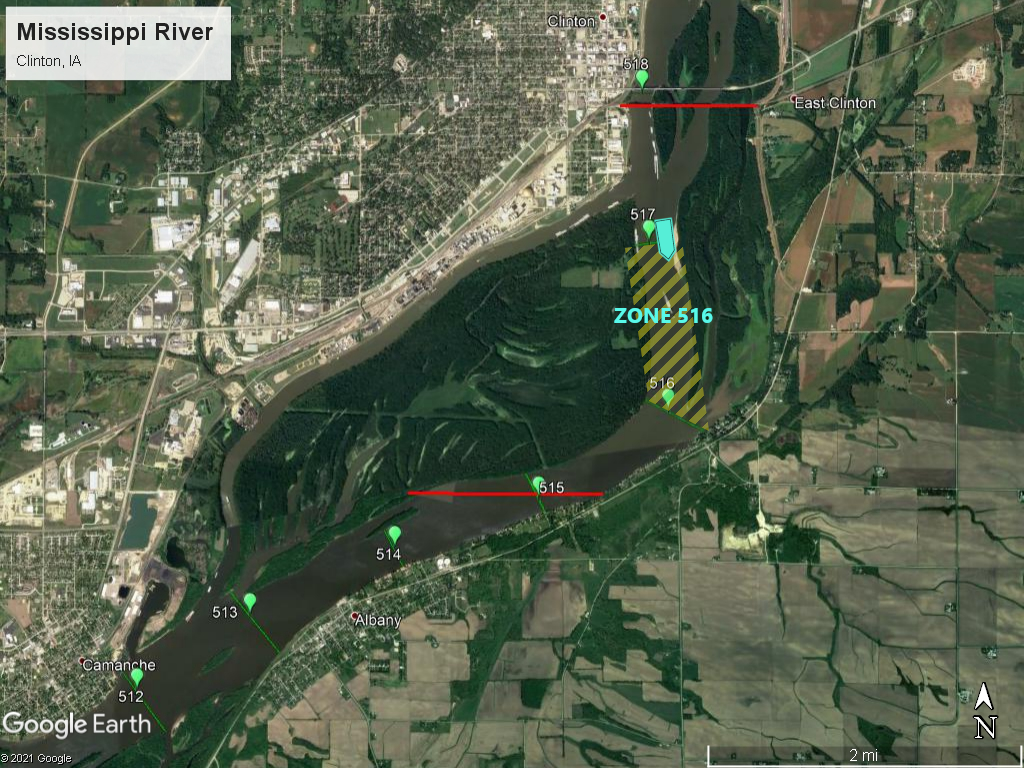 Mississippi River
Clinton, IA
Clinton
518
East Clinton
517
ZONE 516
516
515
514
513
Albany
Camanche
512
Google Earth
© 2021 Google
2 mi
N